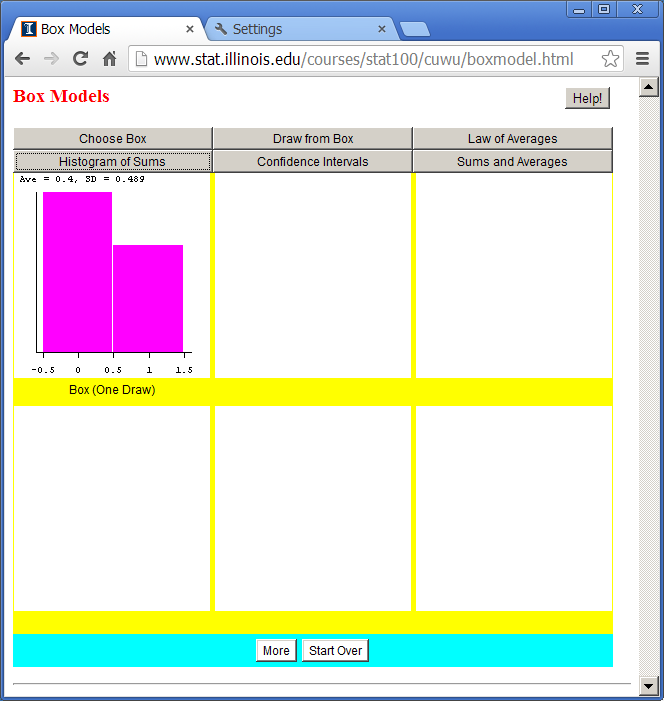 Box Models
Settings
www.stat.illinois.edu/courses/stat100/cuwu/boxmodel.html
Box Models
Help!
Choose Box
Draw from Box
Law of Averages
Histogram of Sums
Confidence Intervals
Sums and Averages
Ave = 0.4, SD = 0.489
-0.5 0 0.5 1 1.5
Box (One Draw)
More
Start Over